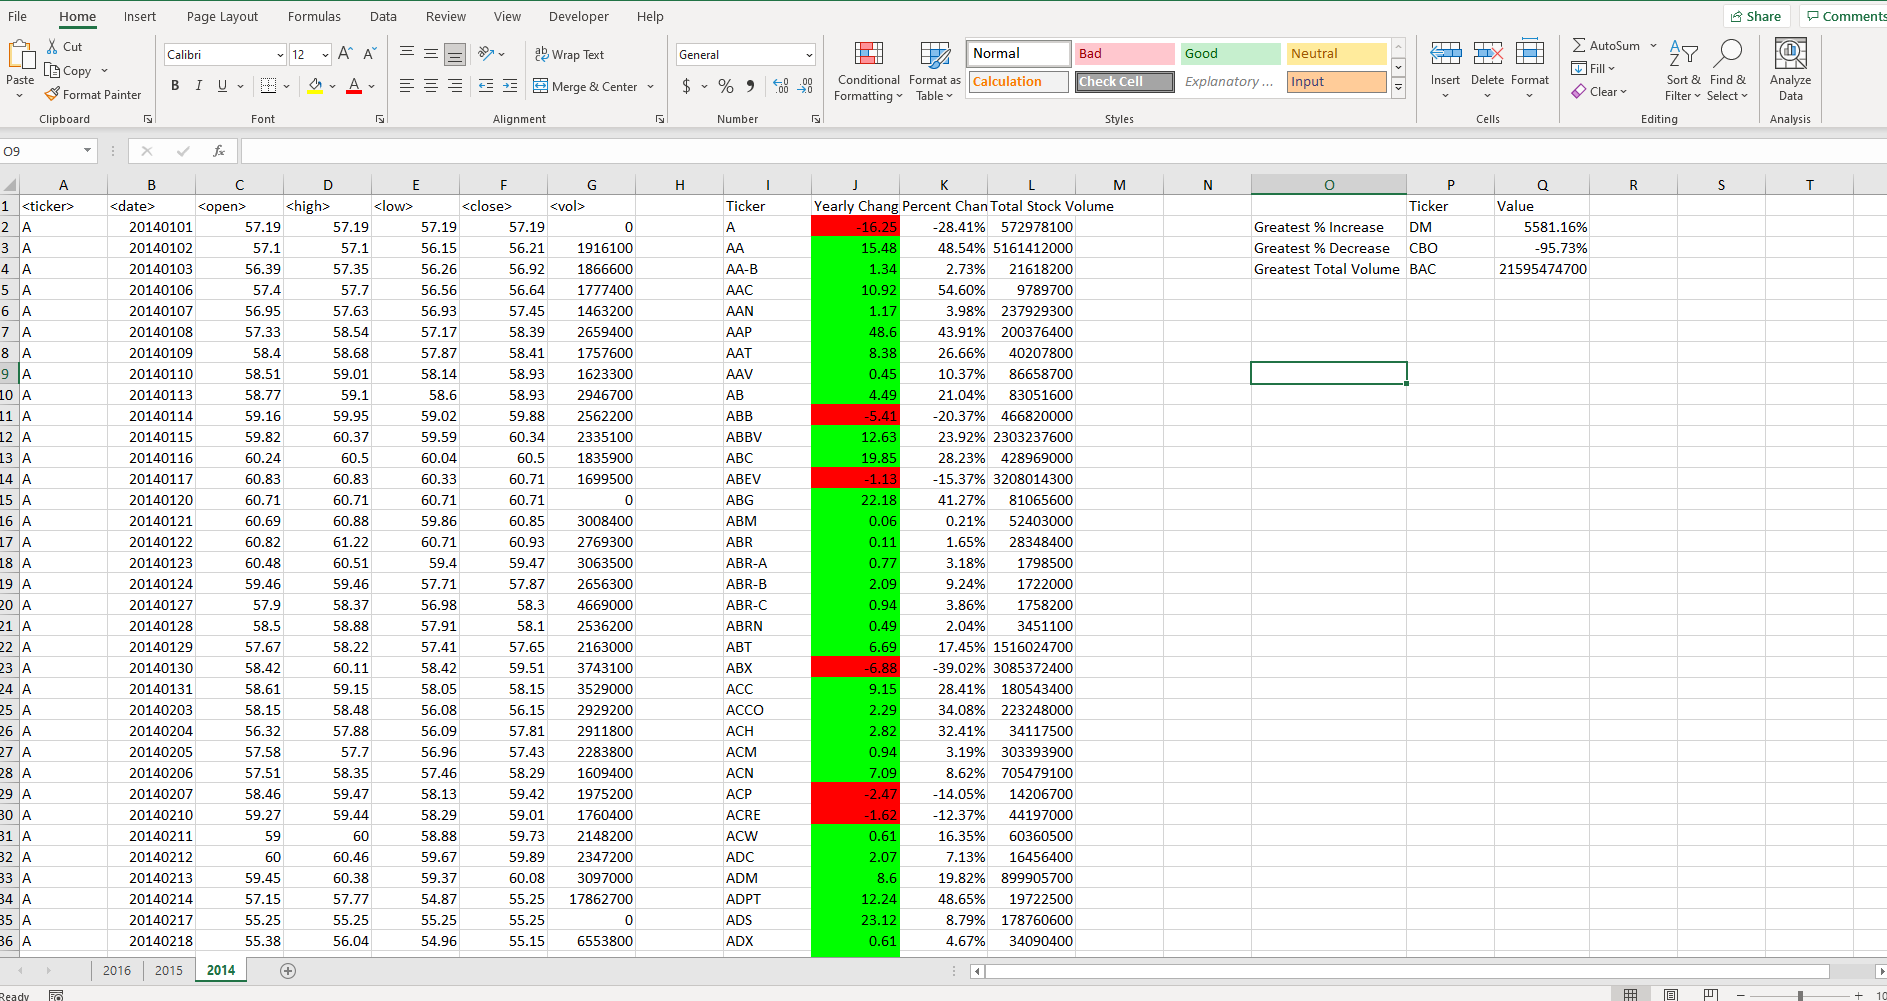 File Home Insert Page Layout Formulas Data Review View Developer Help Share Comments
Cut AutoSum
Calibri 12 A A ab Wrap Text General Normal Bad Good Neutral
Copy Fill
Paste Conditional Format as Insert Delete Format Sort & Find & Analyze
B I U A Merge & Center $ % 9 Calculation Check Cell Explanatory ... Input
Format Painter Formatting Table Clear Filter Select Data
Clipboard Font Alignment Number Styles Cells Editing Analysis
O9 fx
A B C D E F G H I J K L M N O P Q R S T
1 <ticker> <date> <open> <high> <low> <close> <vol> Ticker Yearly Chang Percent Chan Total Stock Volume Ticker Value
2 A 20140101 57.19 57.19 57.19 57.19 0 A -16.25 -28.41% 572978100 Greatest % Increase DM 5581.16%
3 A 20140102 57.1 57.1 56.15 56.21 1916100 AA 15.48 48.54% 5161412000 Greatest % Decrease CBO -95.73%
4 A 20140103 56.39 57.35 56.26 56.92 1866600 AA-B 1.34 2.73% 21618200 Greatest Total Volume BAC 21595474700
5 A 20140106 57.4 57.7 56.56 56.64 1777400 AAC 10.92 54.60% 9789700
6 A 20140107 56.95 57.63 56.93 57.45 1463200 AAN 1.17 3.98% 237929300
7 A 20140108 57.33 58.54 57.17 58.39 2659400 AAP 48.6 43.91% 200376400
8 A 20140109 58.4 58.68 57.87 58.41 1757600 AAT 8.38 26.66% 40207800
9 A 20140110 58.51 59.01 58.14 58.93 1623300 AAV 0.45 10.37% 86658700
10 A 20140113 58.77 59.1 58.6 58.93 2946700 AB 4.49 21.04% 83051600
11 A 20140114 59.16 59.95 59.02 59.88 2562200 ABB -5.41 -20.37% 466820000
12 A 20140115 59.82 60.37 59.59 60.34 2335100 ABBV 12.63 23.92% 2303237600
13 A 20140116 60.24 60.5 60.04 60.5 1835900 ABC 19.85 28.23% 428969000
14 A 20140117 60.83 60.83 60.33 60.71 1699500 ABEV -1.13 -15.37% 3208014300
15 A 20140120 60.71 60.71 60.71 60.71 0 ABG 22.18 41.27% 81065600
16 A 20140121 60.69 60.88 59.86 60.85 3008400 ABM 0.06 0.21% 52403000
17 A 20140122 60.82 61.22 60.71 60.93 2769300 ABR 0.11 1.65% 28348400
18 A 20140123 60.48 60.51 59.4 59.47 3063500 ABR-A 0.77 3.18% 1798500
19 A 20140124 59.46 59.46 57.71 57.87 2656300 ABR-B 2.09 9.24% 1722000
20 A 20140127 57.9 58.37 56.98 58.3 4669000 ABR-C 0.94 3.86% 1758200
21 A 20140128 58.5 58.88 57.91 58.1 2536200 ABRN 0.49 2.04% 3451100
22 A 20140129 57.67 58.22 57.41 57.65 2163000 ABT 6.69 17.45% 1516024700
23 A 20140130 58.42 60.11 58.42 59.51 3743100 ABX -6.88 -39.02% 3085372400
24 A 20140131 58.61 59.15 58.05 58.15 3529000 ACC 9.15 28.41% 180543400
25 A 20140203 58.15 58.48 56.08 56.15 2929200 ACCO 2.29 34.08% 223248000
26 A 20140204 56.32 57.88 56.09 57.81 2911800 ACH 2.82 32.41% 34117500
27 A 20140205 57.58 57.7 56.96 57.43 2283800 ACM 0.94 3.19% 303393900
28 A 20140206 57.51 58.35 57.46 58.29 1609400 ACN 7.09 8.62% 705479100
29 A 20140207 58.46 59.47 58.13 59.42 1975200 ACP -2.47 -14.05% 14206700
30 A 20140210 59.27 59.44 58.29 59.01 1760400 ACRE -1.62 -12.37% 44197000
31 A 20140211 59 60 58.88 59.73 2148200 ACW 0.61 16.35% 60360500
32 A 20140212 60 60.46 59.67 59.89 2347200 ADC 2.07 7.13% 16456400
33 A 20140213 59.45 60.38 59.37 60.08 3097000 ADM 8.6 19.82% 899905700
34 A 20140214 57.15 57.77 54.87 55.25 17862700 ADPT 12.24 48.65% 19722500
35 A 20140217 55.25 55.25 55.25 55.25 0 ADS 23.12 8.79% 178760600
36 A 20140218 55.38 56.04 54.96 55.15 6553800 ADX 0.61 4.67% 34090400
2016 2015 2014
Ready 10